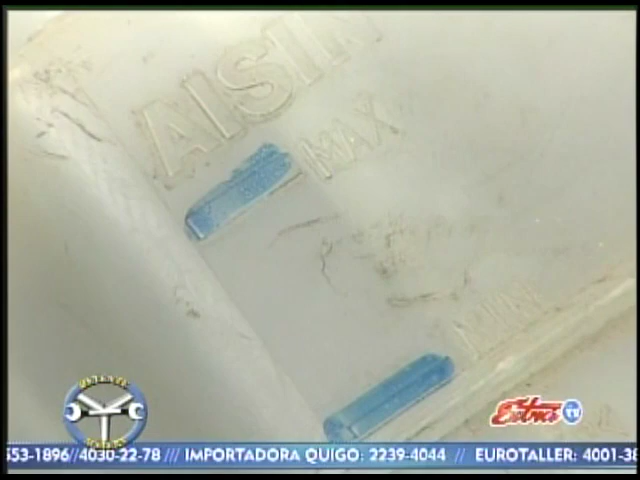 AISIN
MAX
MIN
Extra TV
553-1896//4030-22-78 /// IMPORTADORA QUIGO: 2239-4044 // EUROTALLER: 4001-38